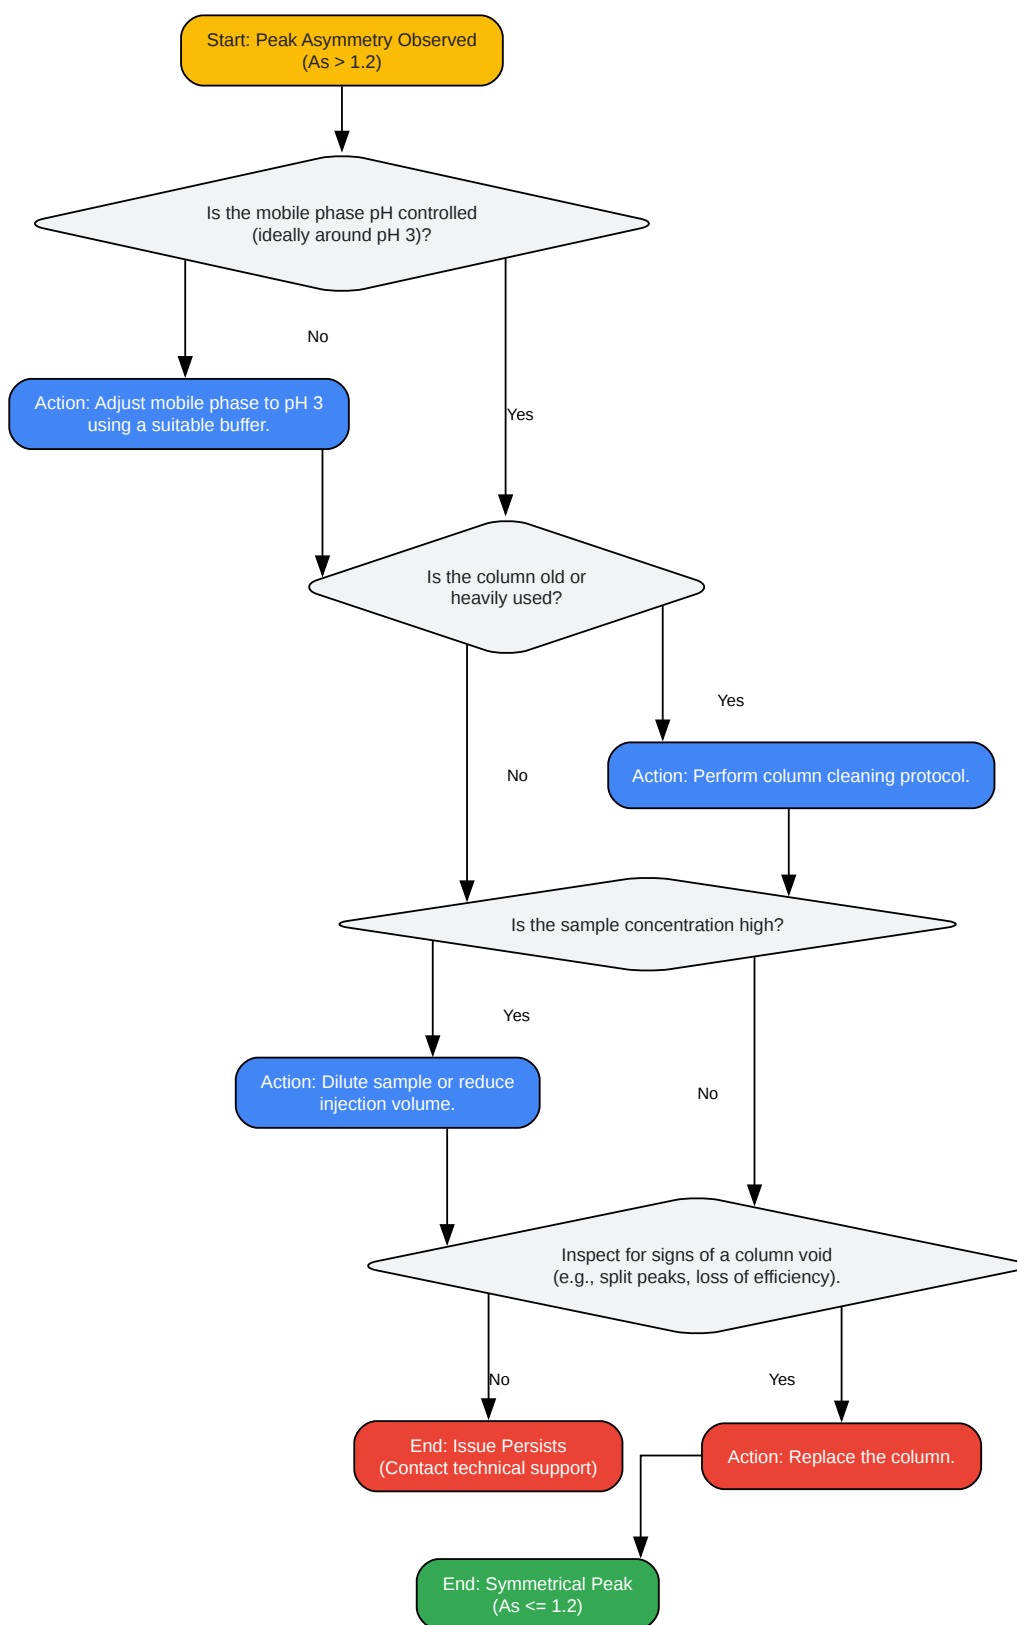 Start: Peak Asymmetry Observed
(As > 1.2)
Is the mobile phase pH controlled
(ideally around pH 3)?
No
Action: Adjust mobile phase to pH 3
using a suitable buffer.
Yes
Is the column old or
heavily used?
Yes
No
Action: Perform column cleaning protocol.
Is the sample concentration high?
Yes
Action: Dilute sample or reduce
injection volume.
No
Inspect for signs of a column void
(e.g., split peaks, loss of efficiency).
No
Yes
End: Issue Persists
(Contact technical support)
Action: Replace the column.
End: Symmetrical Peak
(As <= 1.2)